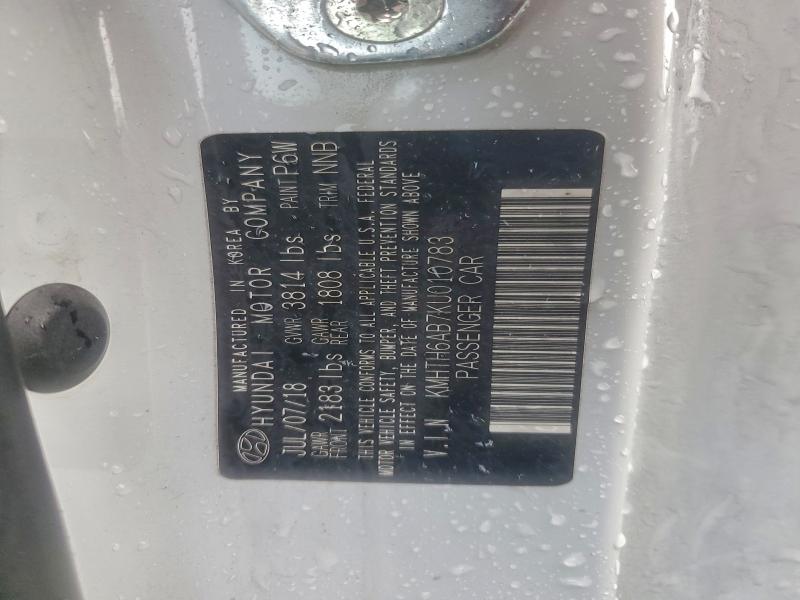 MANUFACTURED IN KOREA BY
HYUNDAI MOTOR COMPANY
JUL/07/18 GVWR 3814 lbs PAINT P6W
GAWR FRONT 2183 lbs GAWR REAR 1808 lbs TRIM NNB
THIS VEHICLE CONFORMS TO ALL APPLICABLE U.S.A. FEDERAL
MOTOR VEHICLE SAFETY, BUMPER, AND THEFT PREVENTION STANDARDS
IN EFFECT ON THE DATE OF MANUFACTURE SHOWN ABOVE
V.I.N KMHTH6AB7KU010783
PASSENGER CAR